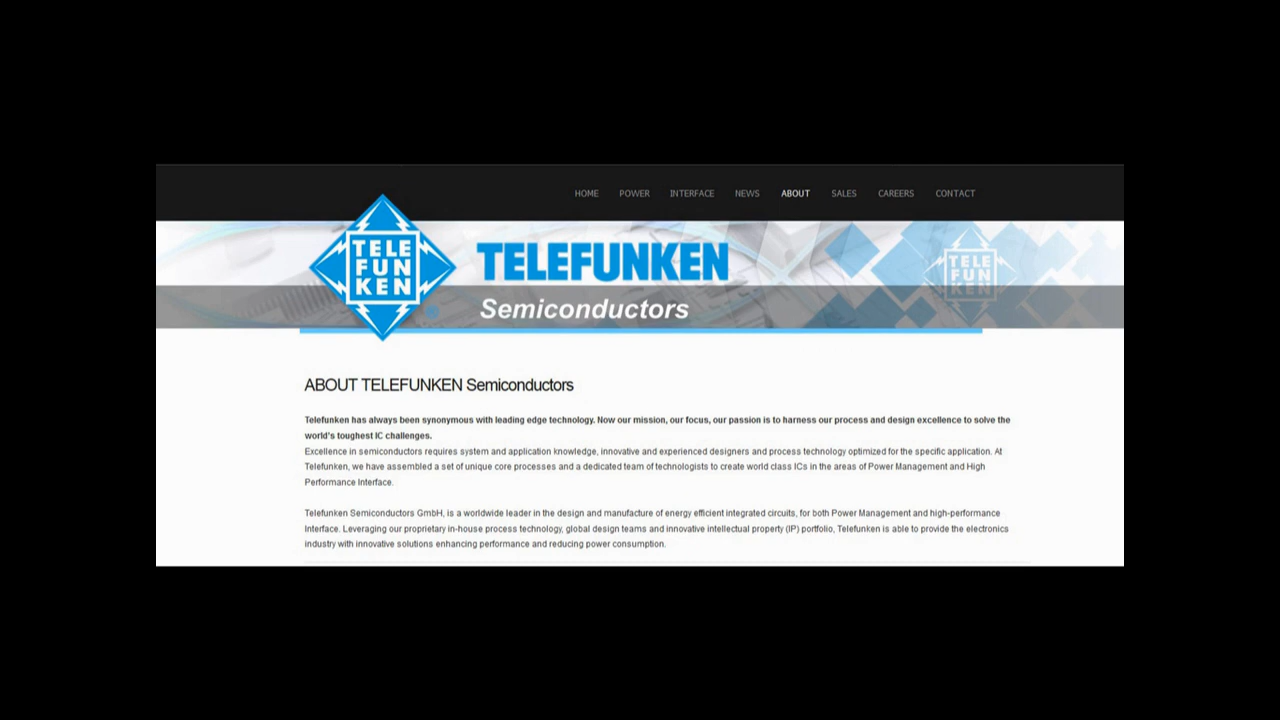 HOME POWER INTERFACE NEWS ABOUT SALES CAREERS CONTACT
TELE
FUN
KEN
®
TELEFUNKEN
Semiconductors
TELE
FUN
KEN
ABOUT TELEFUNKEN Semiconductors
Telefunken has always been synonymous with leading edge technology. Now our mission, our focus, our passion is to harness our process and design excellence to solve the
world's toughest IC challenges.
Excellence in semiconductors requires system and application knowledge, innovative and experienced designers and process technology optimized for the specific application. At
Telefunken, we have assembled a set of unique core processes and a dedicated team of technologists to create world class ICs in the areas of Power Management and High
Performance Interface.
Telefunken Semiconductors GmbH, is a worldwide leader in the design and manufacture of energy efficient integrated circuits, for both Power Management and high-performance
Interface. Leveraging our proprietary in-house process technology, global design teams and innovative intellectual property (IP) portfolio, Telefunken is able to provide the electronics
industry with innovative solutions enhancing performance and reducing power consumption.